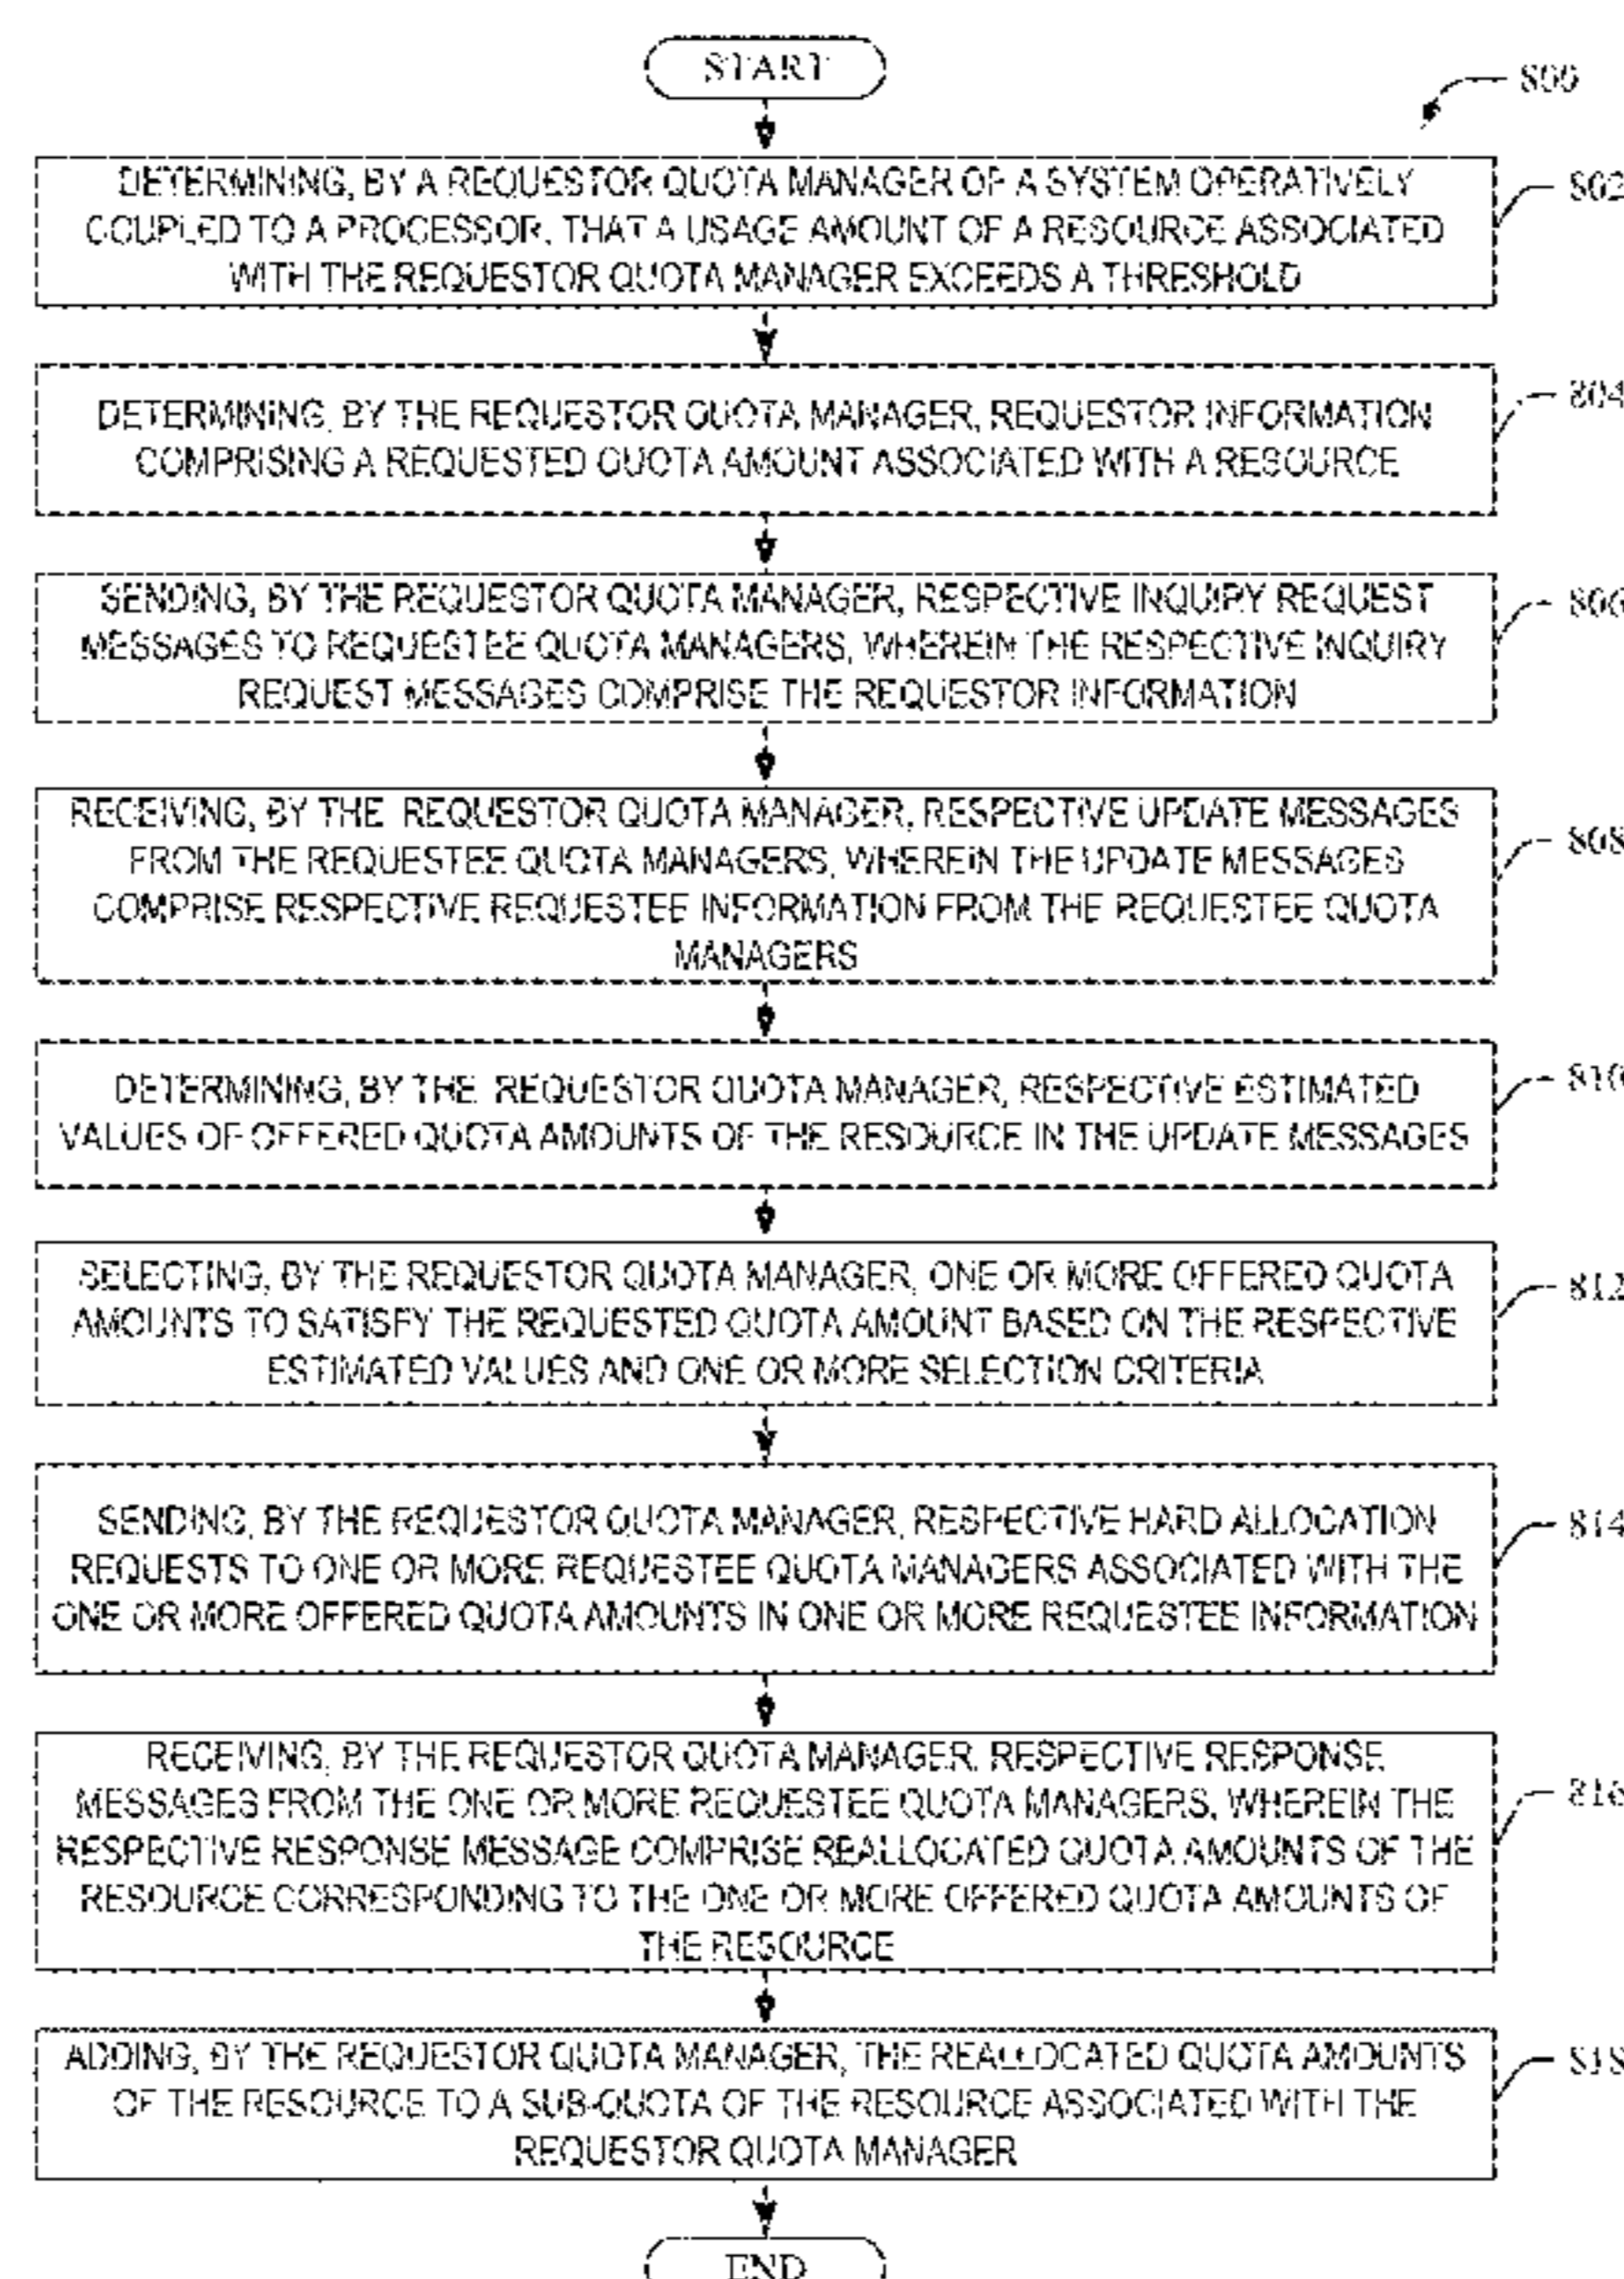 START
800
DETERMINING, BY A REQUESTOR QUOTA MANAGER OF A SYSTEM OPERATIVELY
COUPLED TO A PROCESSOR, THAT A USAGE AMOUNT OF A RESOURCE ASSOCIATED
WITH THE REQUESTOR QUOTA MANAGER EXCEEDS A THRESHOLD
802
DETERMINING, BY THE REQUESTOR QUOTA MANAGER, REQUESTOR INFORMATION
COMPRISING A REQUESTED QUOTA AMOUNT ASSOCIATED WITH A RESOURCE
804
SENDING, BY THE REQUESTOR QUOTA MANAGER, RESPECTIVE INQUIRY REQUEST
MESSAGES TO REQUESTEE QUOTA MANAGERS, WHEREIN THE RESPECTIVE INQUIRY
REQUEST MESSAGES COMPRISE THE REQUESTOR INFORMATION
806
RECEIVING, BY THE REQUESTOR QUOTA MANAGER, RESPECTIVE UPDATE MESSAGES
FROM THE REQUESTEE QUOTA MANAGERS, WHEREIN THE UPDATE MESSAGES
COMPRISE RESPECTIVE REQUESTEE INFORMATION FROM THE REQUESTEE QUOTA
MANAGERS
808
DETERMINING, BY THE REQUESTOR QUOTA MANAGER, RESPECTIVE ESTIMATED
VALUES OF OFFERED QUOTA AMOUNTS OF THE RESOURCE IN THE UPDATE MESSAGES
810
SELECTING, BY THE REQUESTOR QUOTA MANAGER, ONE OR MORE OFFERED QUOTA
AMOUNTS TO SATISFY THE REQUESTED QUOTA AMOUNT BASED ON THE RESPECTIVE
ESTIMATED VALUES AND ONE OR MORE SELECTION CRITERIA
812
SENDING, BY THE REQUESTOR QUOTA MANAGER, RESPECTIVE HARD ALLOCATION
REQUESTS TO ONE OR MORE REQUESTEE QUOTA MANAGERS ASSOCIATED WITH THE
ONE OR MORE OFFERED QUOTA AMOUNTS IN ONE OR MORE REQUESTEE INFORMATION
814
RECEIVING, BY THE REQUESTOR QUOTA MANAGER, RESPECTIVE RESPONSE
MESSAGES FROM THE ONE OR MORE REQUESTEE QUOTA MANAGERS, WHEREIN THE
RESPECTIVE RESPONSE MESSAGE COMPRISE REALLOCATED QUOTA AMOUNTS OF THE
RESOURCE CORRESPONDING TO THE ONE OR MORE OFFERED QUOTA AMOUNTS OF
THE RESOURCE
816
ADDING, BY THE REQUESTOR QUOTA MANAGER, THE REALLOCATED QUOTA AMOUNTS
OF THE RESOURCE TO A SUB-QUOTA OF THE RESOURCE ASSOCIATED WITH THE
REQUESTOR QUOTA MANAGER
818
END